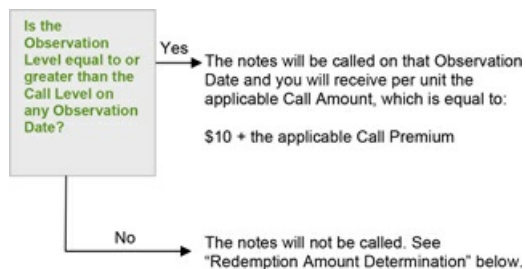 Is the
Observation
Level equal to or
greater than the
Call Level on
any Observation
Date?
Yes
The notes will be called on that Observation
Date and you will receive per unit the
applicable Call Amount, which is equal to:
$10 + the applicable Call Premium
No
The notes will not be called. See
“Redemption Amount Determination” below.